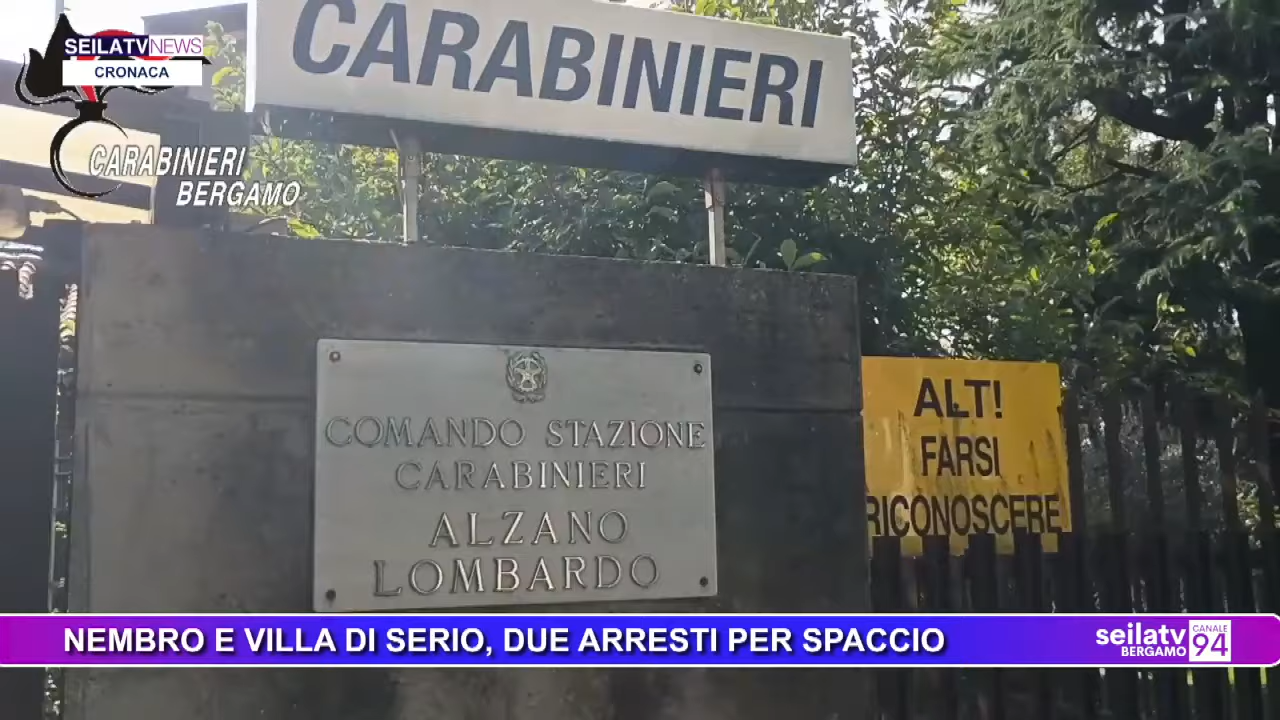 CARABINIERI
SEILATV NEWS
CRONACA
CARABINIERI
BERGAMO
COMANDO STAZIONE
CARABINIERI
ALZANO
LOMBARDO
ALT!
FARSI
RICONOSCERE
NEMBRO E VILLA DI SERIO, DUE ARRESTI PER SPACCIO
seilatv
BERGAMO
CANALE
94